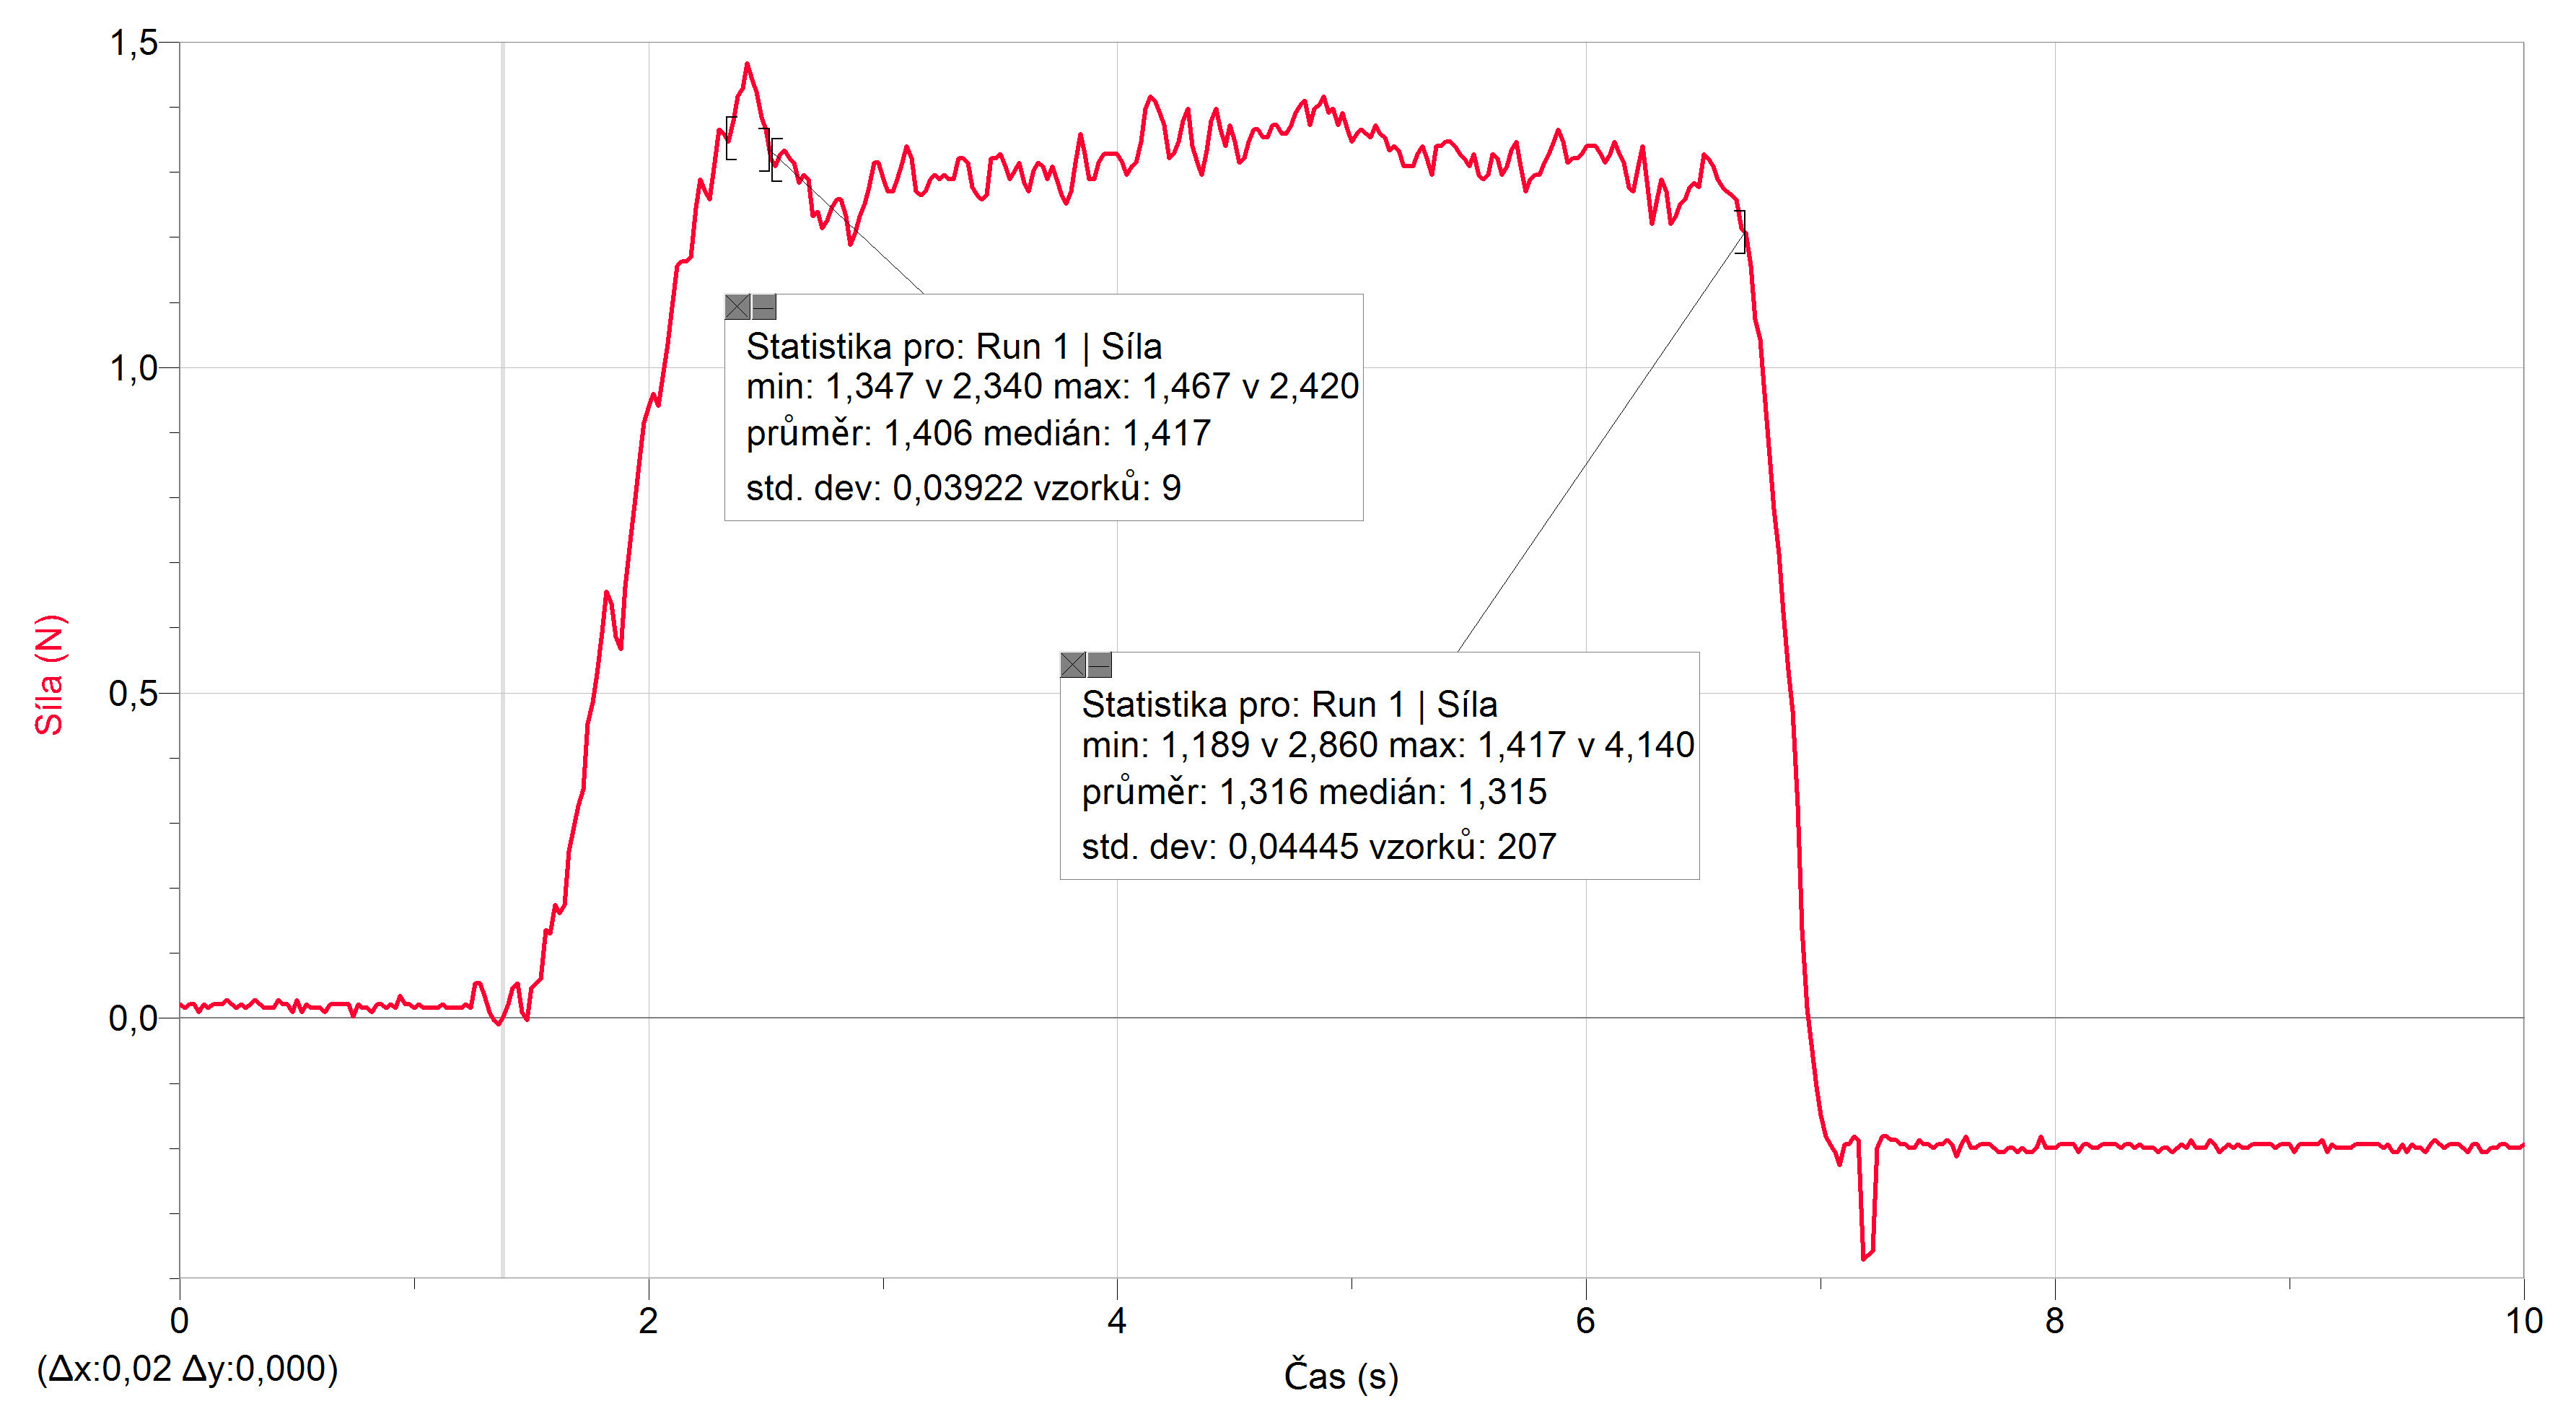 1,5
1,0
0,5
0,0
Síla (N)
Statistika pro: Run 1 | Síla
min: 1,347 v 2,340 max: 1,467 v 2,420
průměr: 1,406 medián: 1,417
std. dev: 0,03922 vzorků: 9
Statistika pro: Run 1 | Síla
min: 1,189 v 2,860 max: 1,417 v 4,140
průměr: 1,316 medián: 1,315
std. dev: 0,04445 vzorků: 207
0 2 4 6 8 10
(Δx:0,02 Δy:0,000)
Čas (s)